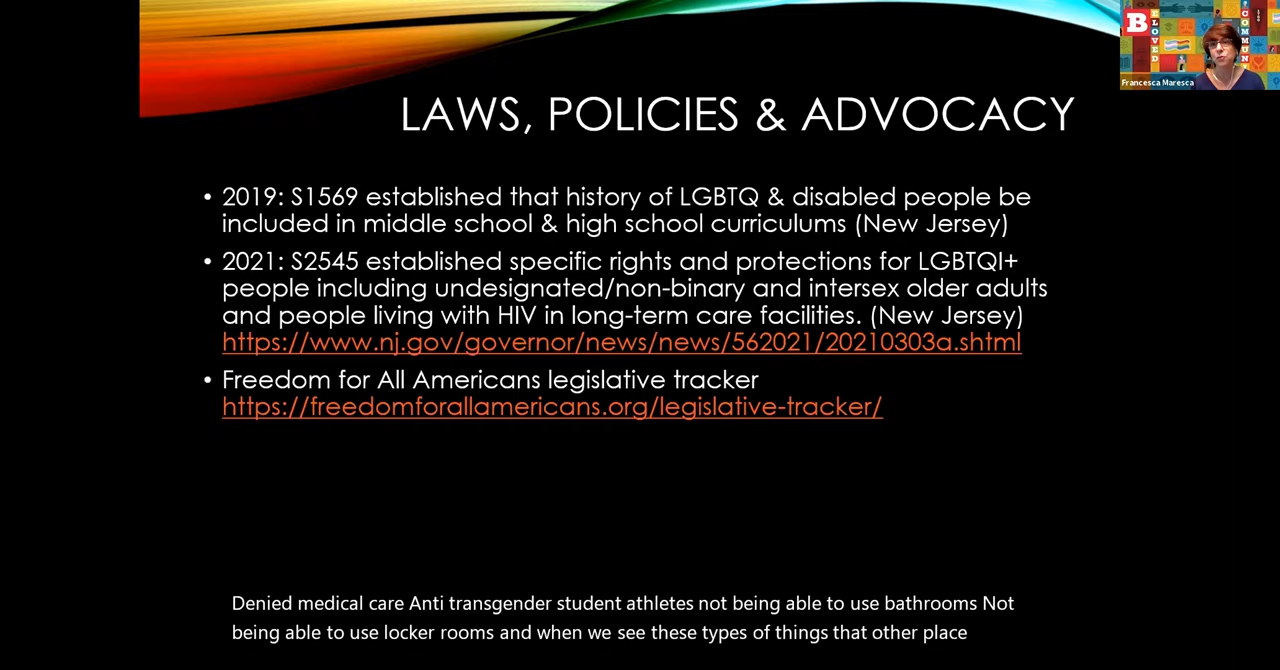 LAWS, POLICIES & ADVOCACY
• 2019: S1569 established that history of LGBTQ & disabled people be
included in middle school & high school curriculums (New Jersey)
• 2021: S2545 established specific rights and protections for LGBTQI+
people including undesignated/non-binary and intersex older adults
and people living with HIV in long-term care facilities. (New Jersey)
https://www.nj.gov/governor/news/news/562021/20210303a.shtml
• Freedom for All Americans legislative tracker
https://freedomforallamericans.org/legislative-tracker/
Denied medical care Anti transgender student athletes not being able to use bathrooms Not
being able to use locker rooms and when we see these types of things that other place
BELOVED
Francesca Maresca